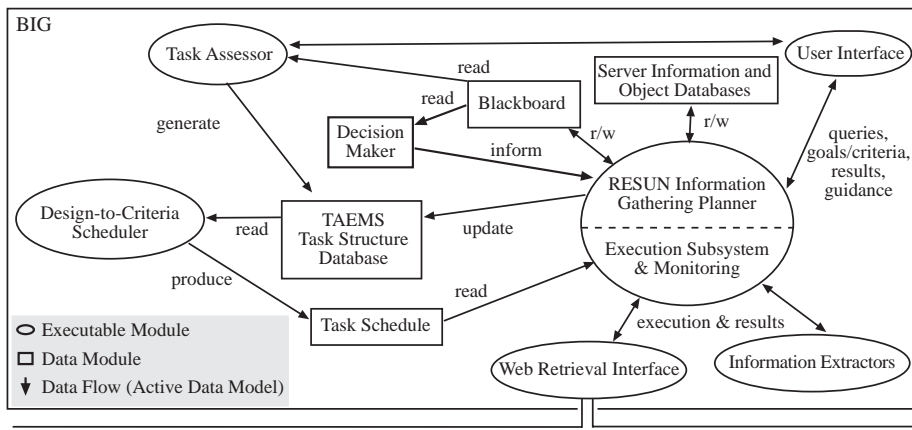 BIG
Task Assessor
User Interface
read
Server Information and
Object Databases
read
Blackboard
generate
Decision
Maker
r/w
r/w
inform
queries,
goals/criteria,
results,
guidance
RESUN Information
Gathering Planner
Design-to-Criteria
Scheduler
read
TAEMS
Task Structure
Database
update
Execution Subsystem
& Monitoring
produce
read
Task Schedule
execution & results
Executable Module
Data Module
Data Flow (Active Data Model)
Web Retrieval Interface
Information Extractors